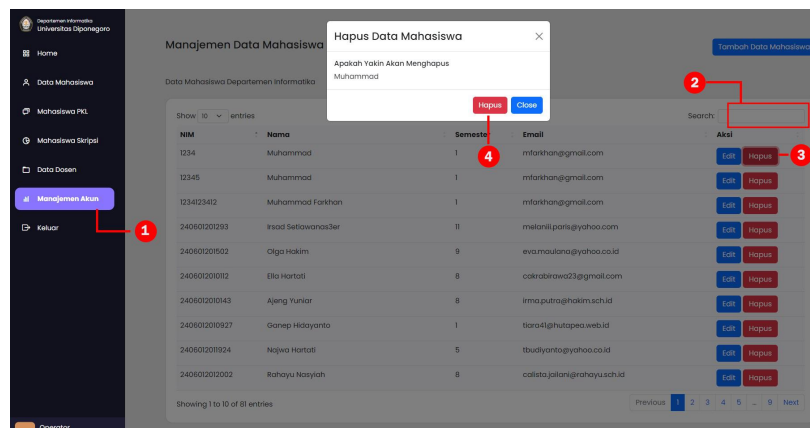 Departemen Informatika
Universitas Diponegoro
Home
Data Mahasiswa
Mahasiswa PKL
Mahasiswa Skripsi
Data Dosen
Manajemen Akun
Keluar
Operator
1
Manajemen Data Mahasiswa
Tambah Data Mahasiswa
Data Mahasiswa Departemen Informatika
Hapus Data Mahasiswa
Apakah Yakin Akan Menghapus
Muhammad
Hapus Close
4
2
Show 10 entries Search:
NIM Nama Semester Email Aksi
1234 Muhammad 1 mfarkhan@gmail.com Edit Hapus
3
12345 Muhammad 1 mfarkhan@gmail.com Edit Hapus
1234123412 Muhammad Farkhan 1 mfarkhan@gmail.com Edit Hapus
240601201293 Irsad Setiawanas3er 11 melaniii.paris@yahoo.com Edit Hapus
240601201502 Olga Hakim 9 eva.maulana@yahoo.co.id Edit Hapus
2406012010112 Elia Hartati 8 cakrabirawa23@gmail.com Edit Hapus
2406012010143 Ajeng Yuniar 8 irma.putra@hakim.sch.id Edit Hapus
2406012010927 Ganep Hidayanto 1 tiara41@hutapea.web.id Edit Hapus
2406012011924 Najwa Hartati 5 tbudiyanto@yahoo.co.id Edit Hapus
2406012012002 Rahayu Nasyiah 8 calista.jailani@rahayu.sch.id Edit Hapus
Showing 1 to 10 of 81 entries Previous 1 2 3 4 5 ... 9 Next